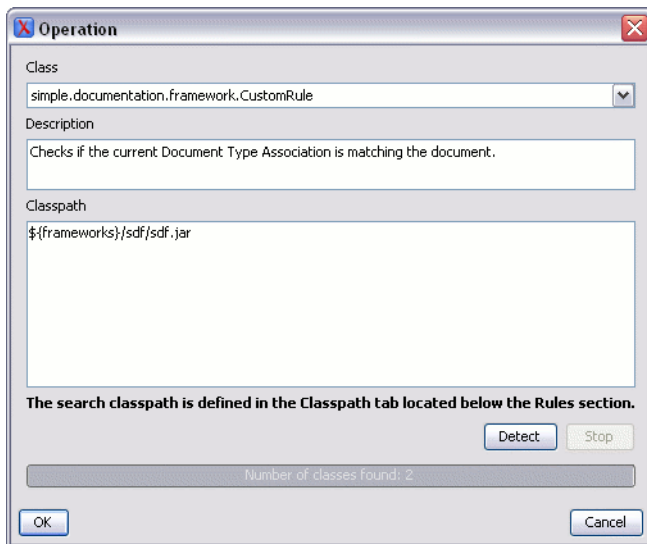 Operation
Class
simple.documentation.framework.CustomRule
Description
Checks if the current Document Type Association is matching the document.
Classpath
${frameworks}/sdf/sdf.jar
The search classpath is defined in the Classpath tab located below the Rules section.
Detect Stop
Number of classes found: 2
OK Cancel